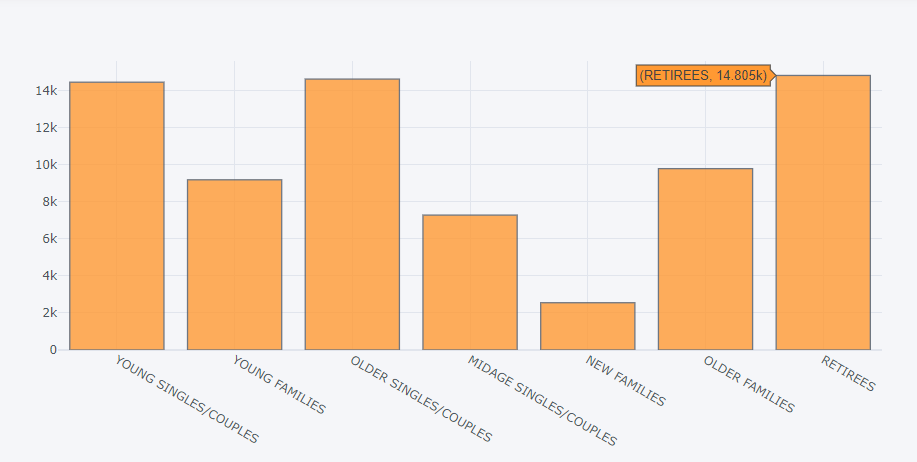 (RETIREES, 14.805k)
14k
12k
10k
8k
6k
4k
2k
0
YOUNG SINGLES/COUPLES
YOUNG FAMILIES
OLDER SINGLES/COUPLES
MIDAGE SINGLES/COUPLES
NEW FAMILIES
OLDER FAMILIES
RETIREES